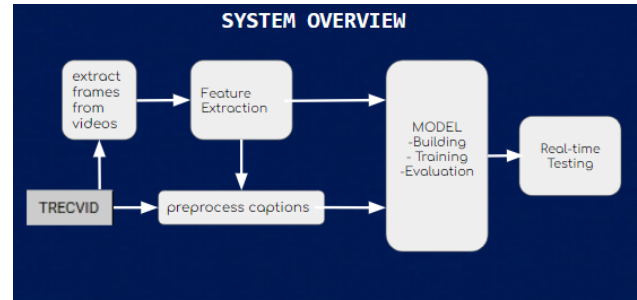 SYSTEM OVERVIEW
extract
frames
from
videos
Feature
Extraction
MODEL
-Building
- Training
-Evaluation
Real-time
Testing
TRECVID
preprocess captions